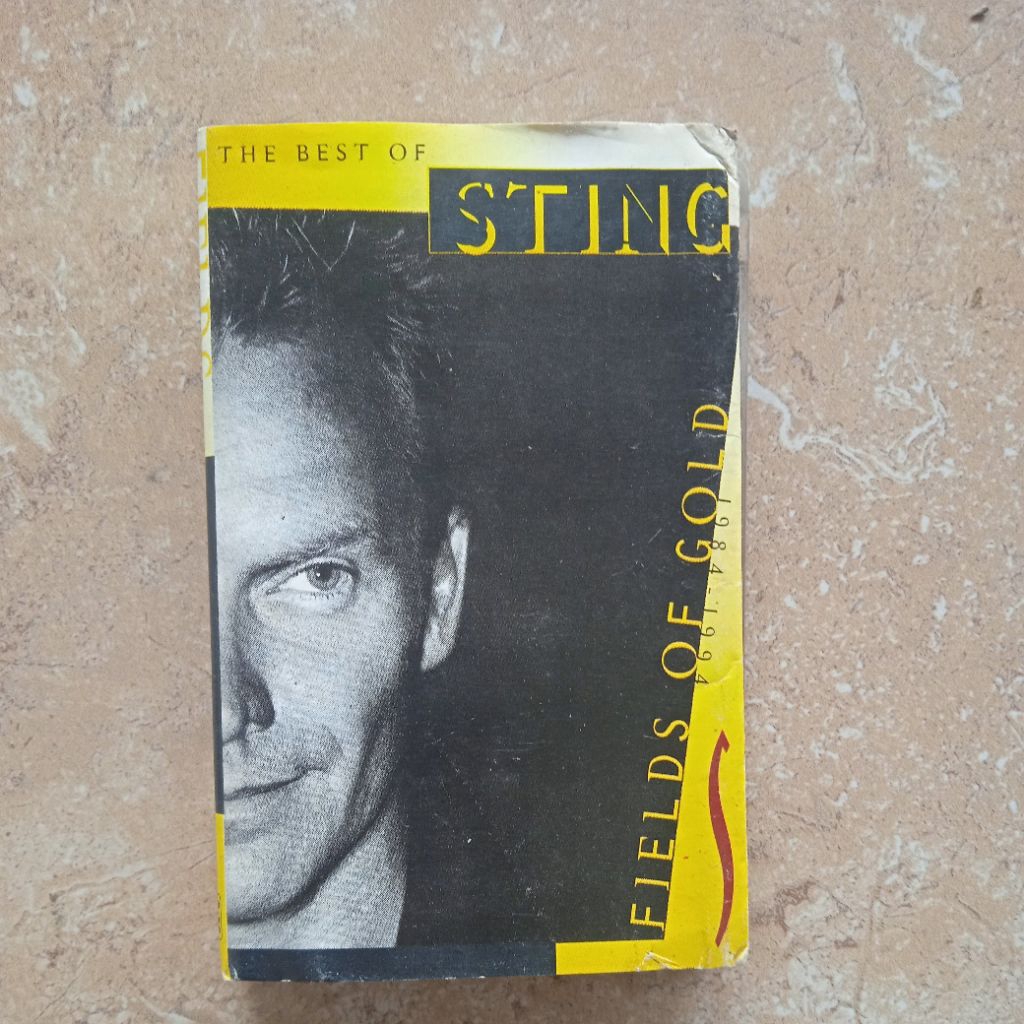 THE BEST OF
STING
FIELDS OF GOLD
1984-1994